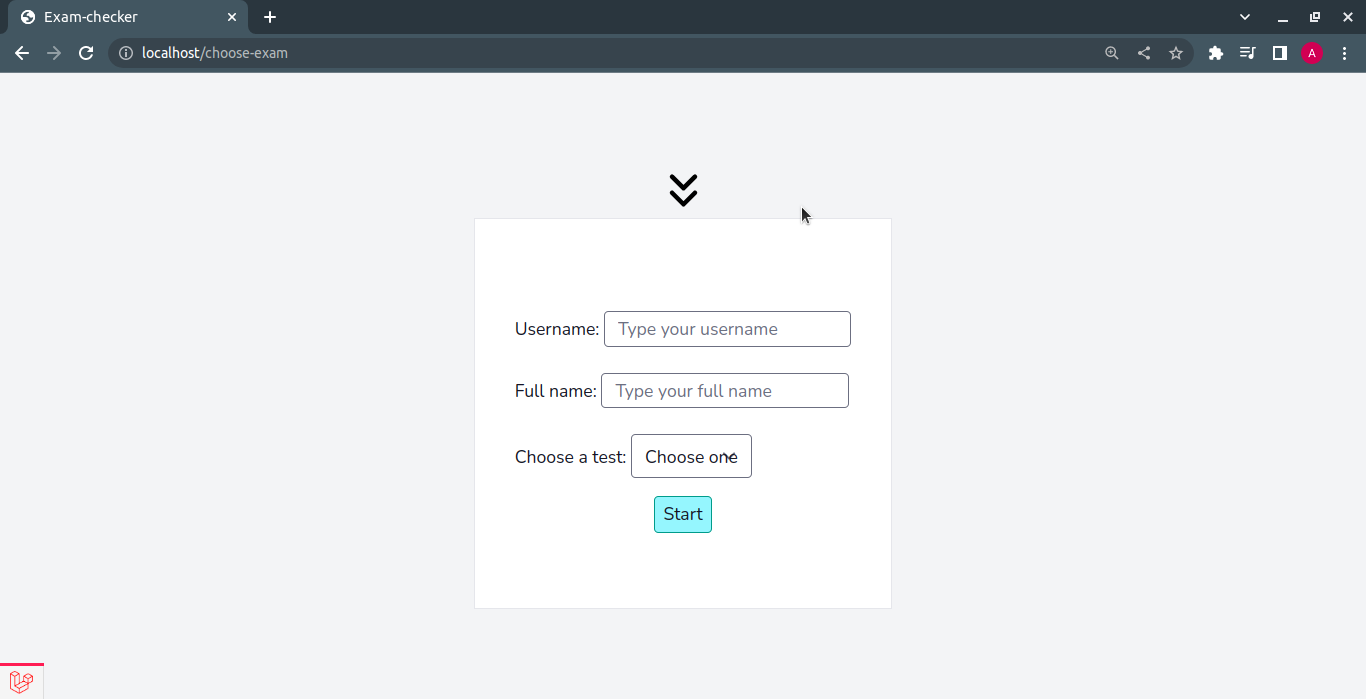 Exam-checker
localhost/choose-exam
A
Username: Type your username
Full name: Type your full name
Choose a test: Choose one
Start